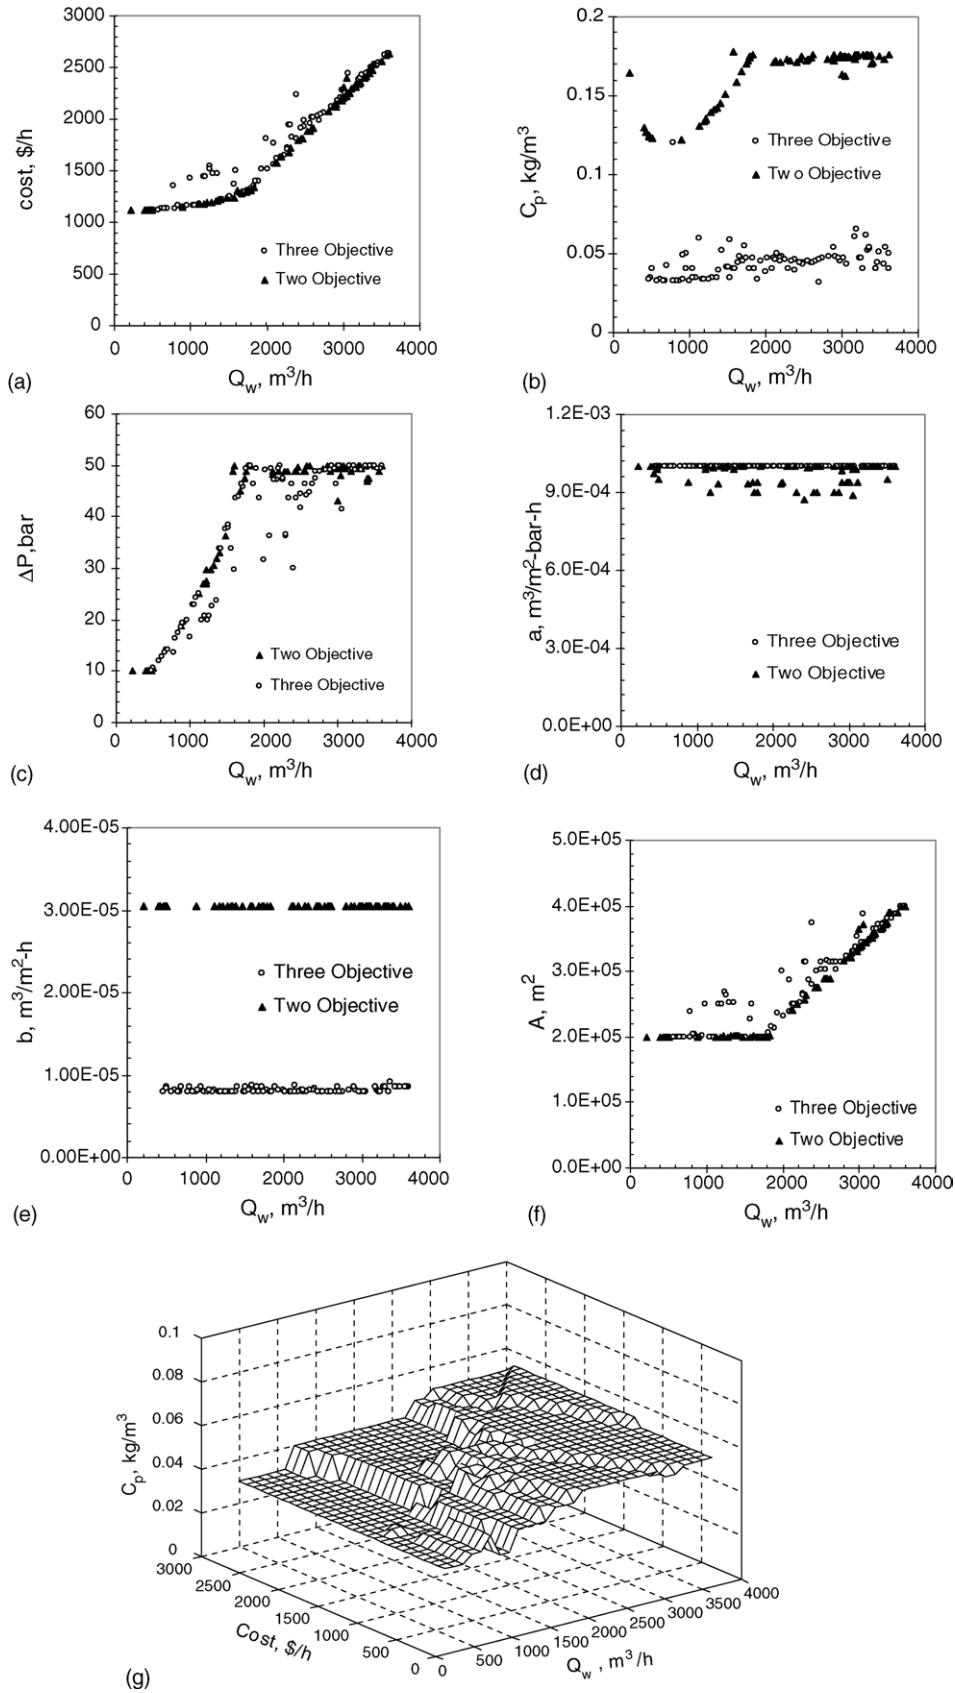 3000
2500
2000
1500
1000
500
0
cost, $/h
Three Objective
Two Objective
0 1000 2000 3000 4000
Q_w, m³/h
(a)
0.2
0.15
0.1
0.05
0
C_p, kg/m³
Three Objective
Two Objective
0 1000 2000 3000 4000
Q_w, m³/h
(b)
60
50
40
30
20
10
0
ΔP,bar
Two Objective
Three Objective
0 1000 2000 3000 4000
Q_w, m³/h
(c)
1.2E-03
9.0E-04
6.0E-04
3.0E-04
0.0E+00
a, m³/m²-bar-h
Three Objective
Two Objective
0 1000 2000 3000 4000
Q_w, m³/h
(d)
4.00E-05
3.00E-05
2.00E-05
1.00E-05
0.00E+00
b, m³/m²-h
Three Objective
Two Objective
0 1000 2000 3000 4000
Q_w, m³/h
(e)
5.0E+05
4.0E+05
3.0E+05
2.0E+05
1.0E+05
0.0E+00
A, m²
Three Objective
Two Objective
0 1000 2000 3000 4000
Q_w, m³/h
(f)
0.1
0.08
0.06
0.04
0.02
0
C_p, kg/m³
3000
2500
2000
1500
1000
500
0
Cost, $/h
0
500
1000
1500
2000
2500
3000
3500
4000
Q_w , m³/h
(g)